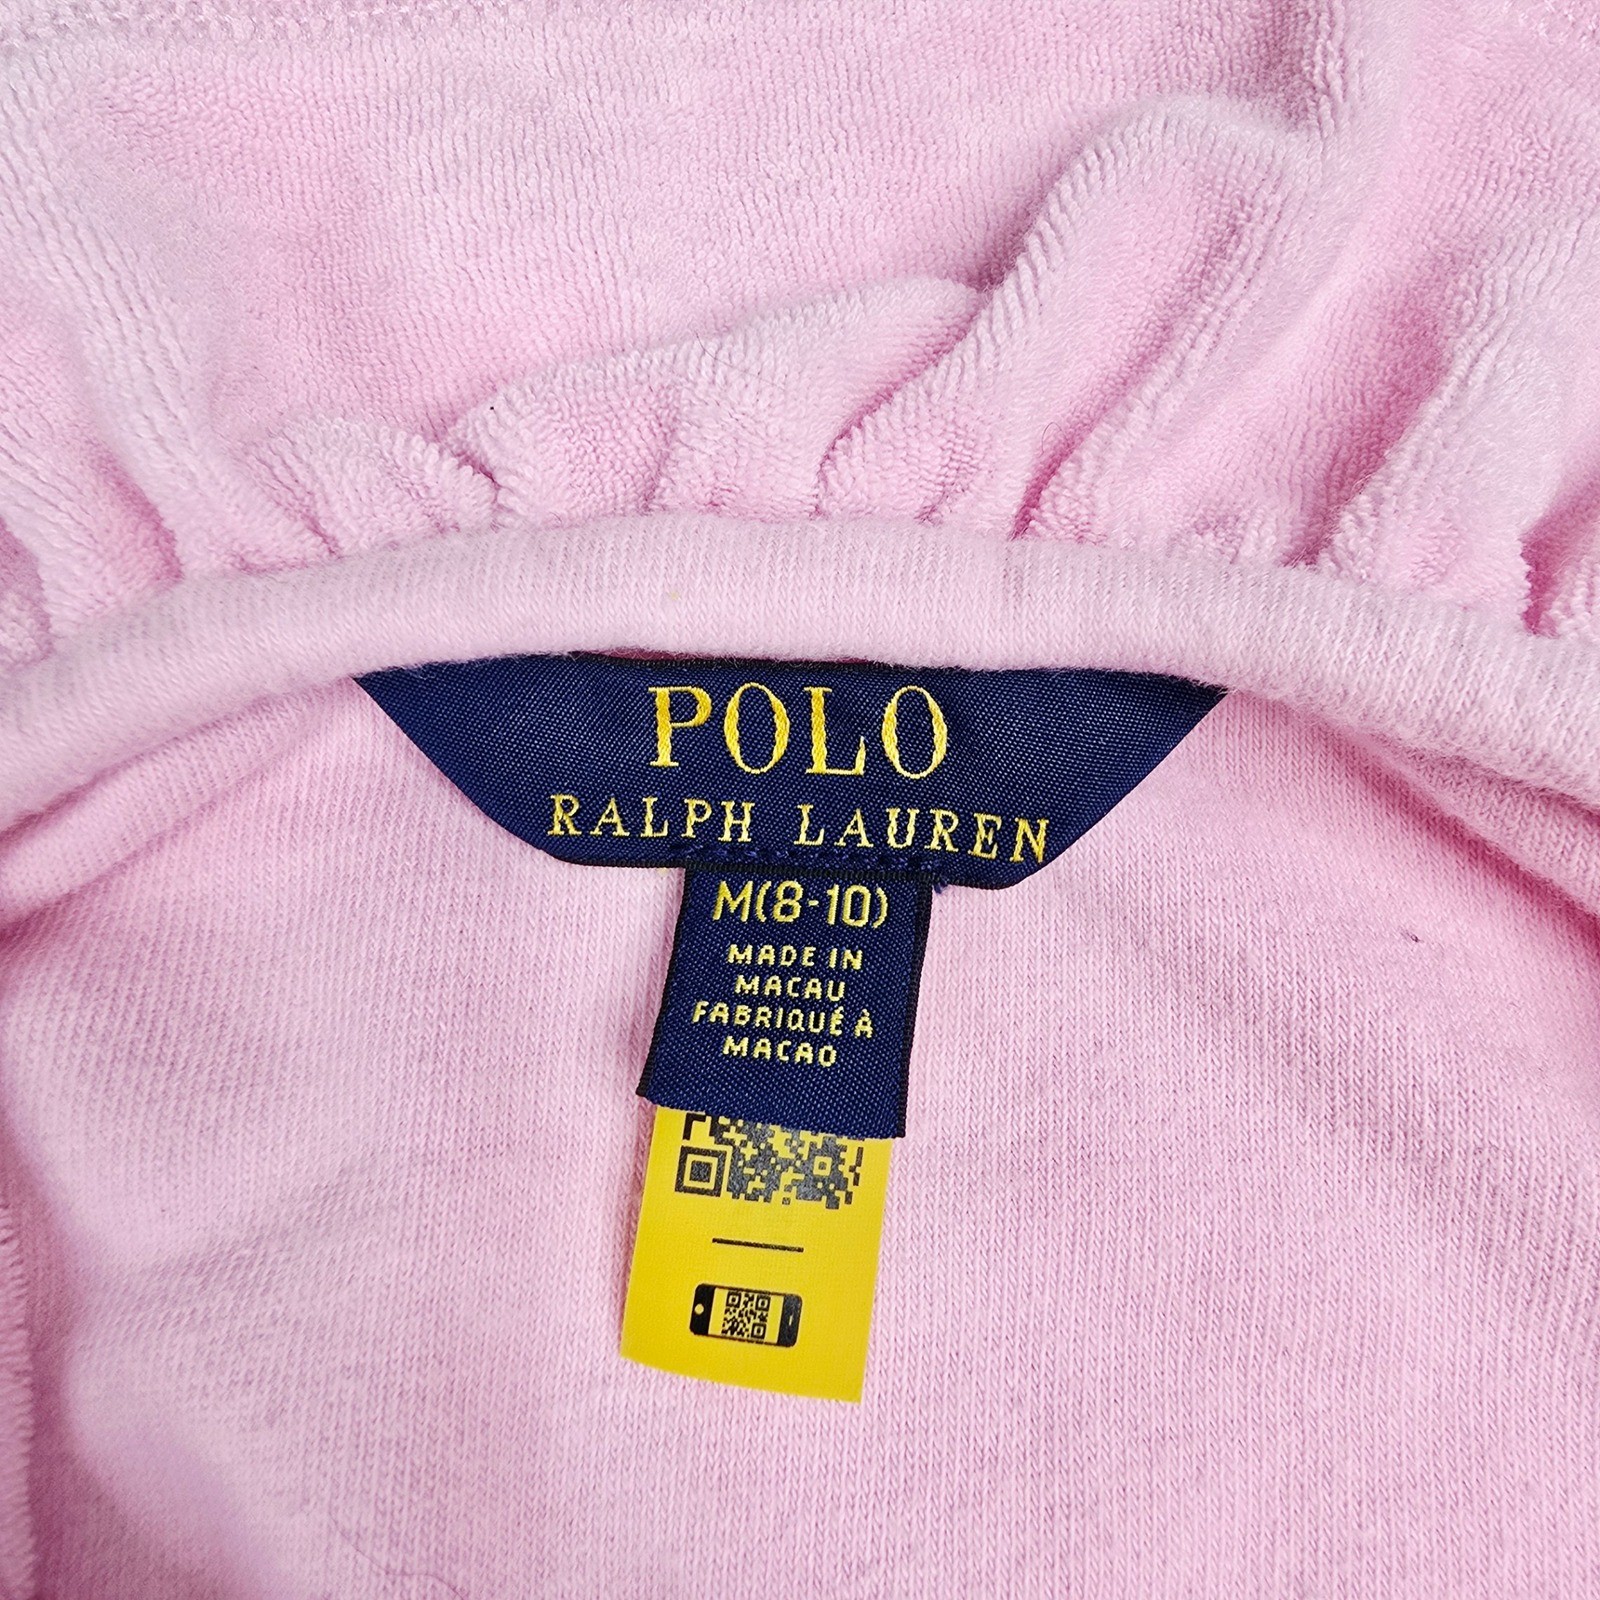 POLO
RALPH LAUREN
M(8-10)
MADE IN
MACAU
FABRIQUÉ À
MACAO